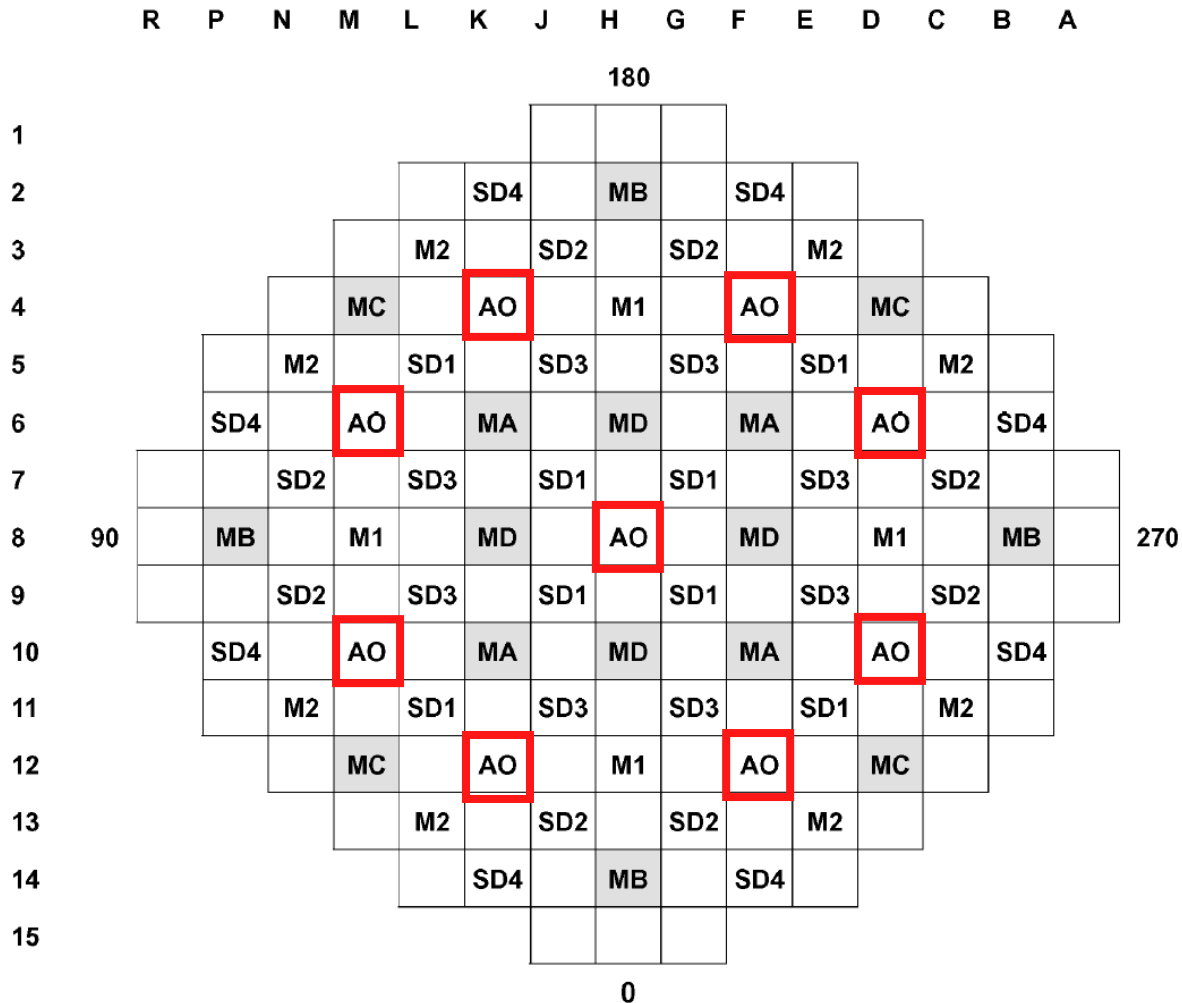 R P N M L K J H G F E D C B A
180
1
2 SD4 MB SD4
3 M2 SD2 SD2 M2
4 MC AO M1 AO MC
5 M2 SD1 SD3 SD3 SD1 M2
6 SD4 AO MA MD MA AO SD4
7 SD2 SD3 SD1 SD1 SD3 SD2
8 90 MB M1 MD AO MD M1 MB 270
9 SD2 SD3 SD1 SD1 SD3 SD2
10 SD4 AO MA MD MA AO SD4
11 M2 SD1 SD3 SD3 SD1 M2
12 MC AO M1 AO MC
13 M2 SD2 SD2 M2
14 SD4 MB SD4
15
0